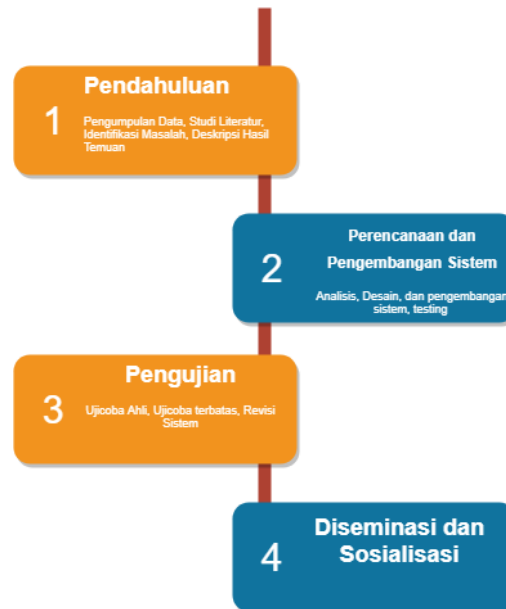 Pendahuluan
1
Pengumpulan Data, Studi Literatur,
Identifikasi Masalah, Deskripsi Hasil
Temuan
Perencanaan dan
Pengembangan Sistem
2
Analisis, Desain, dan pengembangan
sistem, testing
Pengujian
3
Ujicoba Ahli, Ujicoba terbatas, Revisi
Sistem
Diseminasi dan
Sosialisasi
4